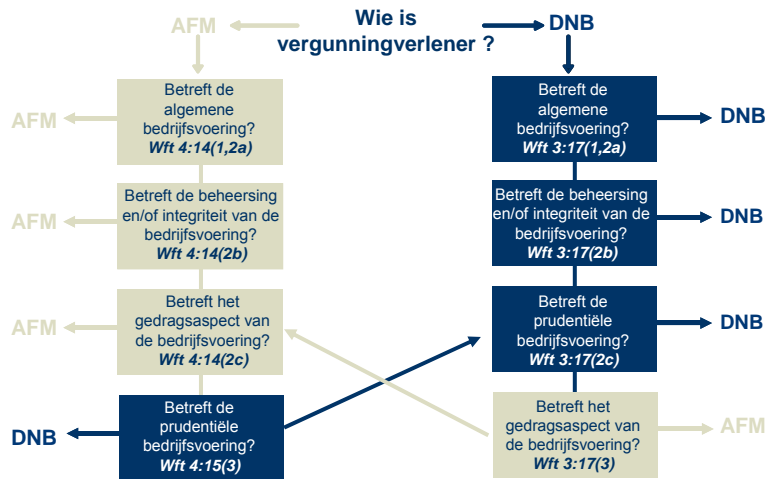 Wie is
vergunningverlener ?
AFM
DNB
Betreft de
algemene
bedrijfsvoering?
Wft 4:14(1,2a)
AFM
Betreft de beheersing
en/of integriteit van de
bedrijfsvoering?
Wft 4:14(2b)
AFM
Betreft het
gedragsaspect van
de bedrijfsvoering?
Wft 4:14(2c)
AFM
Betreft de
prudentiële
bedrijfsvoering?
Wft 4:15(3)
DNB
Betreft de
algemene
bedrijfsvoering?
Wft 3:17(1,2a)
DNB
Betreft de beheersing
en/of integriteit van de
bedrijfsvoering?
Wft 3:17(2b)
DNB
Betreft de
prudentiële
bedrijfsvoering?
Wft 3:17(2c)
DNB
Betreft het
gedragsaspect van
de bedrijfsvoering?
Wft 3:17(3)
AFM